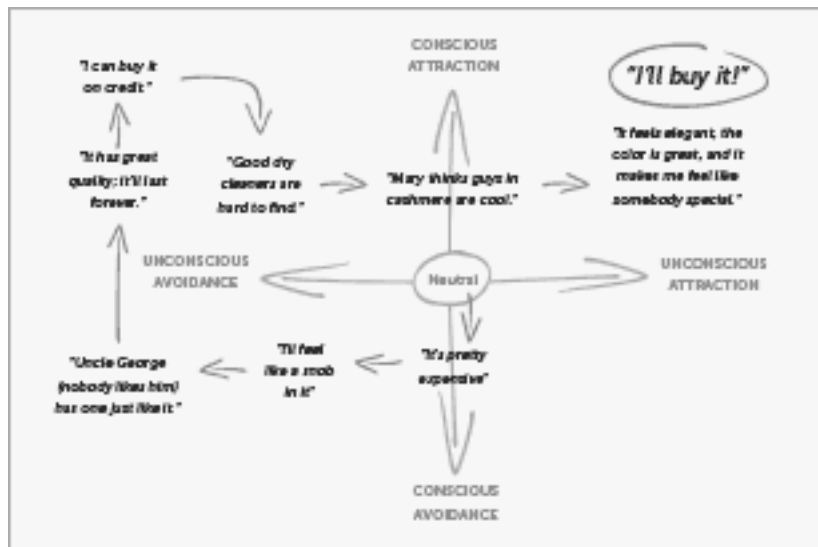 CONSCIOUS
ATTRACTION
"I'll buy it!"
"I can buy it
on credit."
"It has great
quality; it'll last
forever."
"Good dry
cleaners are
hard to find."
"Mary thinks guys in
cashmere are cool."
"It feels elegant, the
color is great, and it
makes me feel like
somebody special."
UNCONSCIOUS
AVOIDANCE
Neutral
UNCONSCIOUS
ATTRACTION
"Uncle George
(nobody likes him)
has one just like it."
"I'll feel
like a snob
in it"
"It's pretty
expensive"
CONSCIOUS
AVOIDANCE